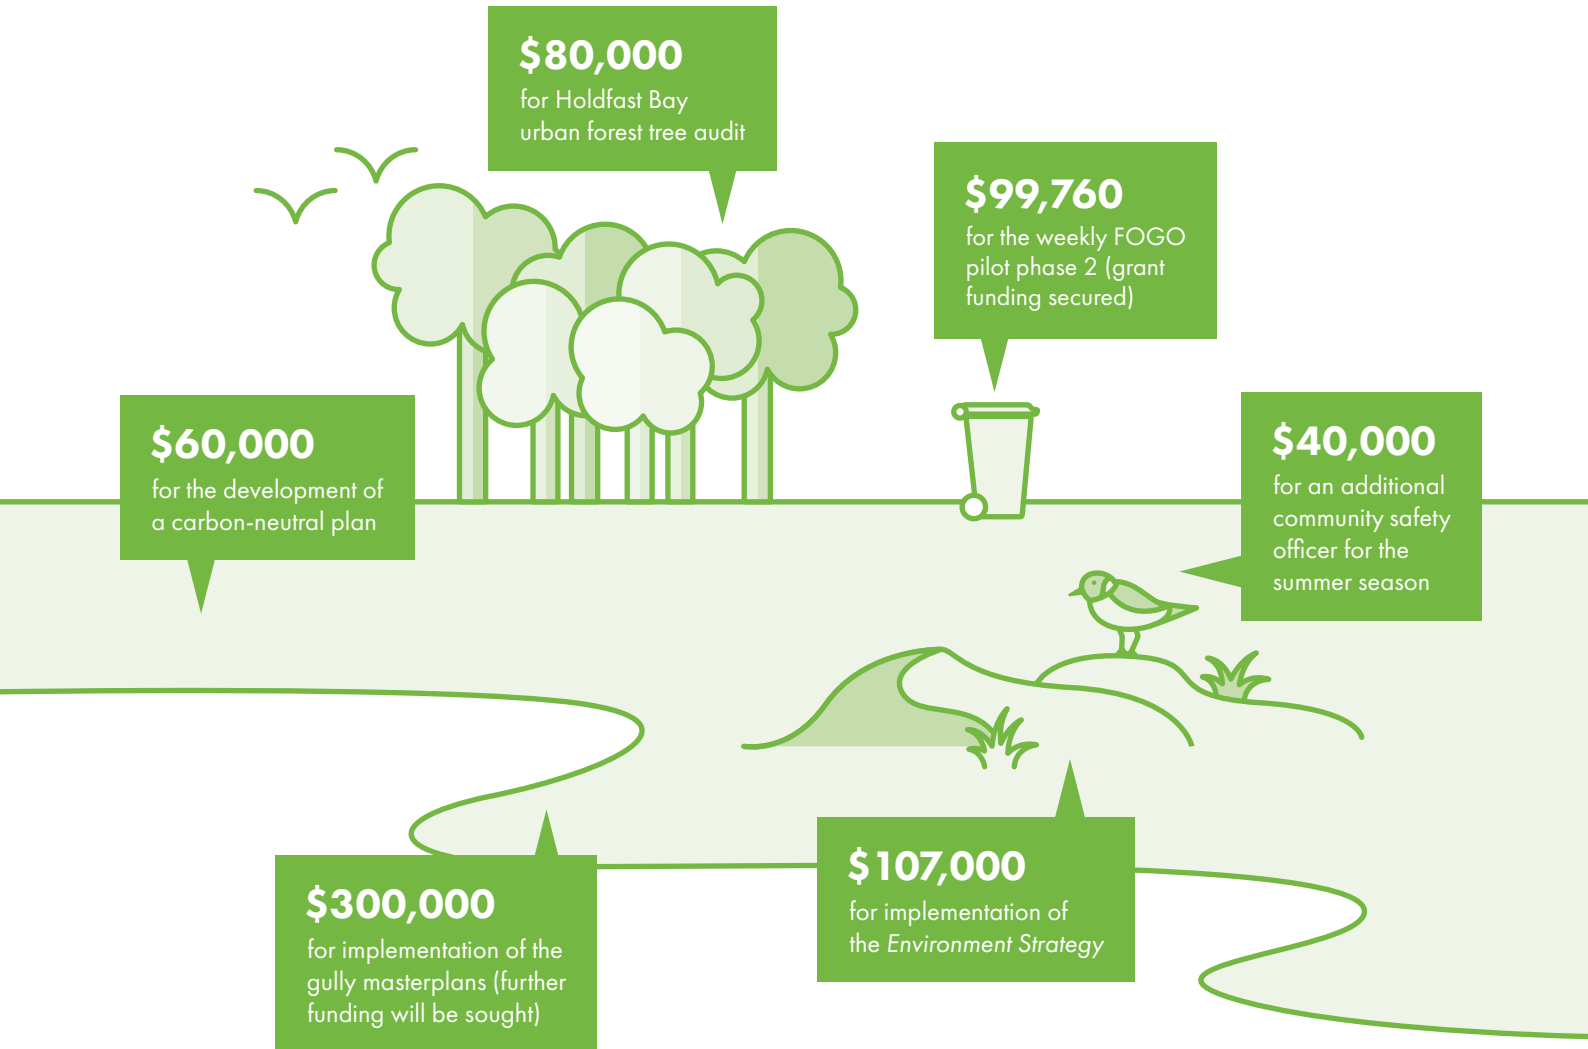 $80,000
for Holdfast Bay
urban forest tree audit
$99,760
for the weekly FOGO
pilot phase 2 (grant
funding secured)
$60,000
for the development of
a carbon-neutral plan
$40,000
for an additional
community safety
officer for the
summer season
$300,000
for implementation of the
gully masterplans (further
funding will be sought)
$107,000
for implementation of
the Environment Strategy